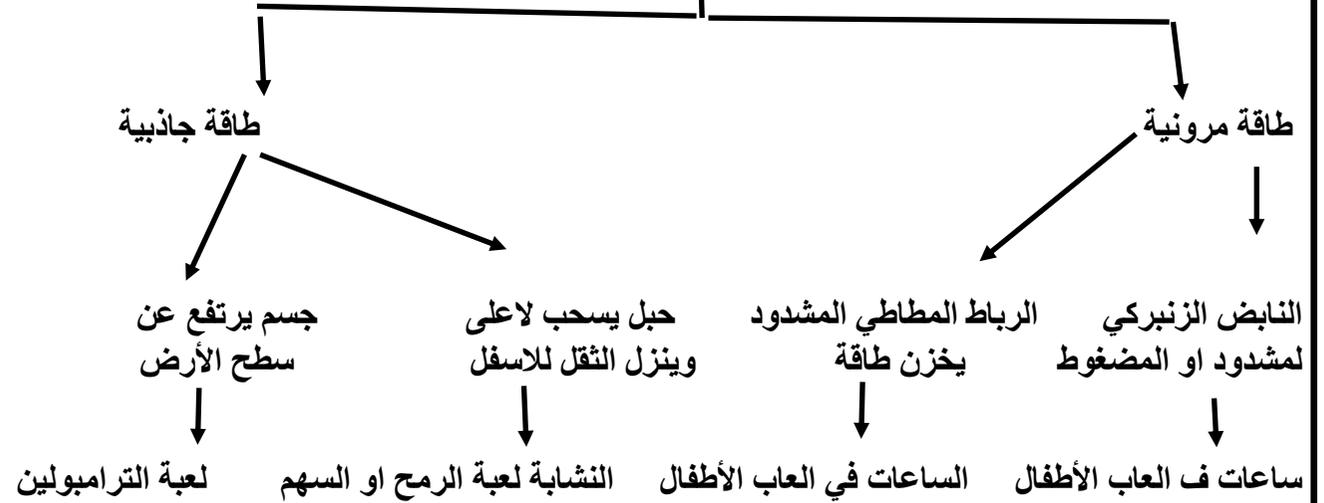 طاقة مرونية
طاقة جاذبية
النابض الزنبركي
لمشدود او المضغوط
الرباط المطاطي المشدود
يخزن طاقة
حبل يسحب لاعلى
وينزل الثقل للاسفل
جسم يرتفع عن
سطح الأرض
ساعات ف العاب الأطفال
الساعات في العاب الأطفال
النشابة لعبة الرمح او السهم
لعبة الترامبولين